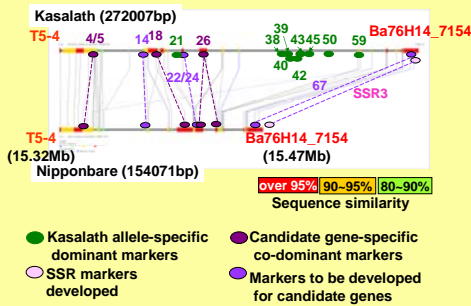 Kasalath (272007bp)
T5-4
4/5
14
18
21
26
22/24
39
38
43
45
50
59
40
42
Ba76H14_7154
67
SSR3
T5-4
(15.32Mb)
Ba76H14_7154
(15.47Mb)
Nipponbare (154071bp)
over 95% 90~95% 80~90%
Sequence similarity
Kasalath allele-specific
dominant markers
Candidate gene-specific
co-dominant markers
SSR markers
developed
Markers to be developed
for candidate genes